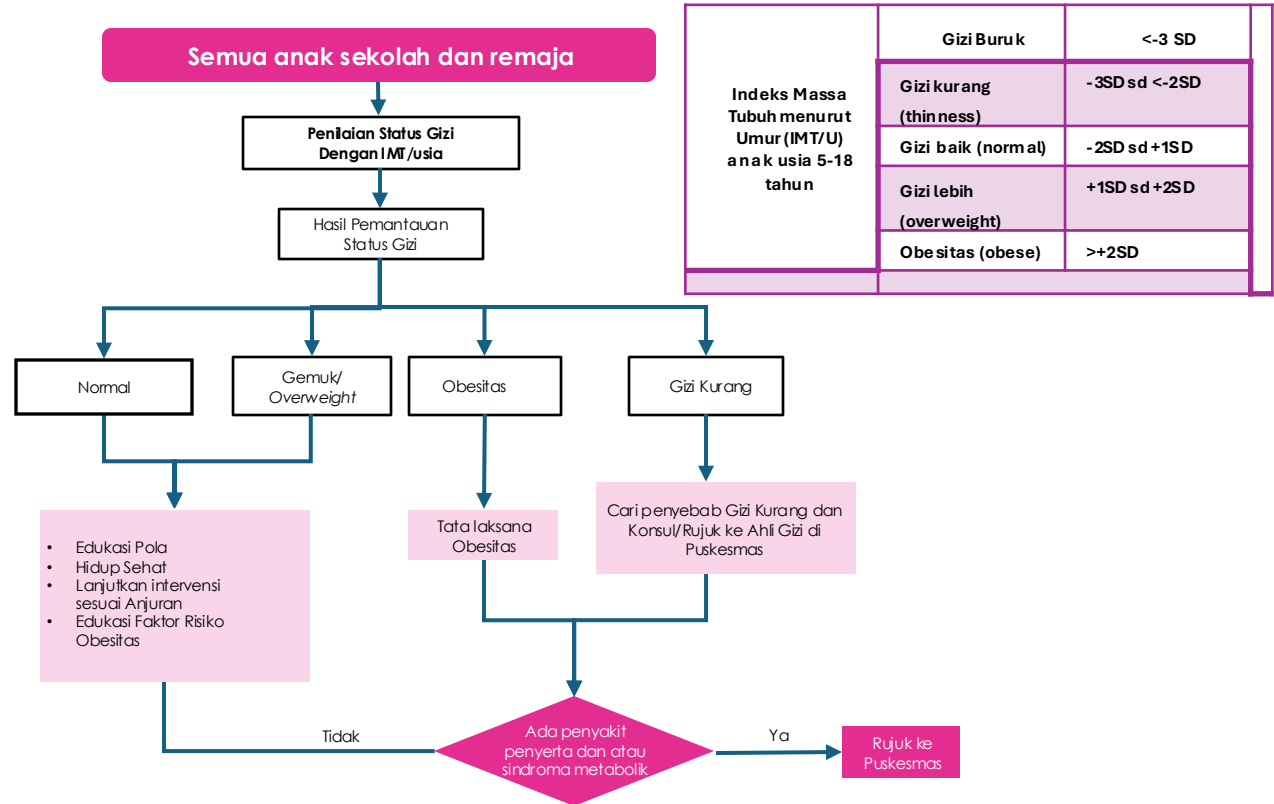 Semua anak sekolah dan remaja
Penilaian Status Gizi
Dengan IMT/usia
Hasil Pemantauan
Status Gizi
Indeks Massa
Tubuh menurut
Umur (IMT/U)
anak usia 5-18
tahun
Gizi Buruk
<-3 SD
Gizi kurang
(thinness)
-3SD sd <-2SD
Gizi baik (normal)
-2SD sd +1SD
Gizi lebih
(overweight)
+1SD sd +2SD
Obesitas (obese)
>+2SD
Normal
Gemuk/
Overweight
Obesitas
Gizi Kurang
• Edukasi Pola
• Hidup Sehat
• Lanjutkan intervensi
sesuai Anjuran
• Edukasi Faktor Risiko
Obesitas
Tata laksana
Obesitas
Cari penyebab Gizi Kurang dan
Konsul/Rujuk ke Ahli Gizi di
Puskesmas
Tidak
Ada penyakit
penyerta dan atau
sindroma metabolik
Ya
Rujuk ke
Puskesmas